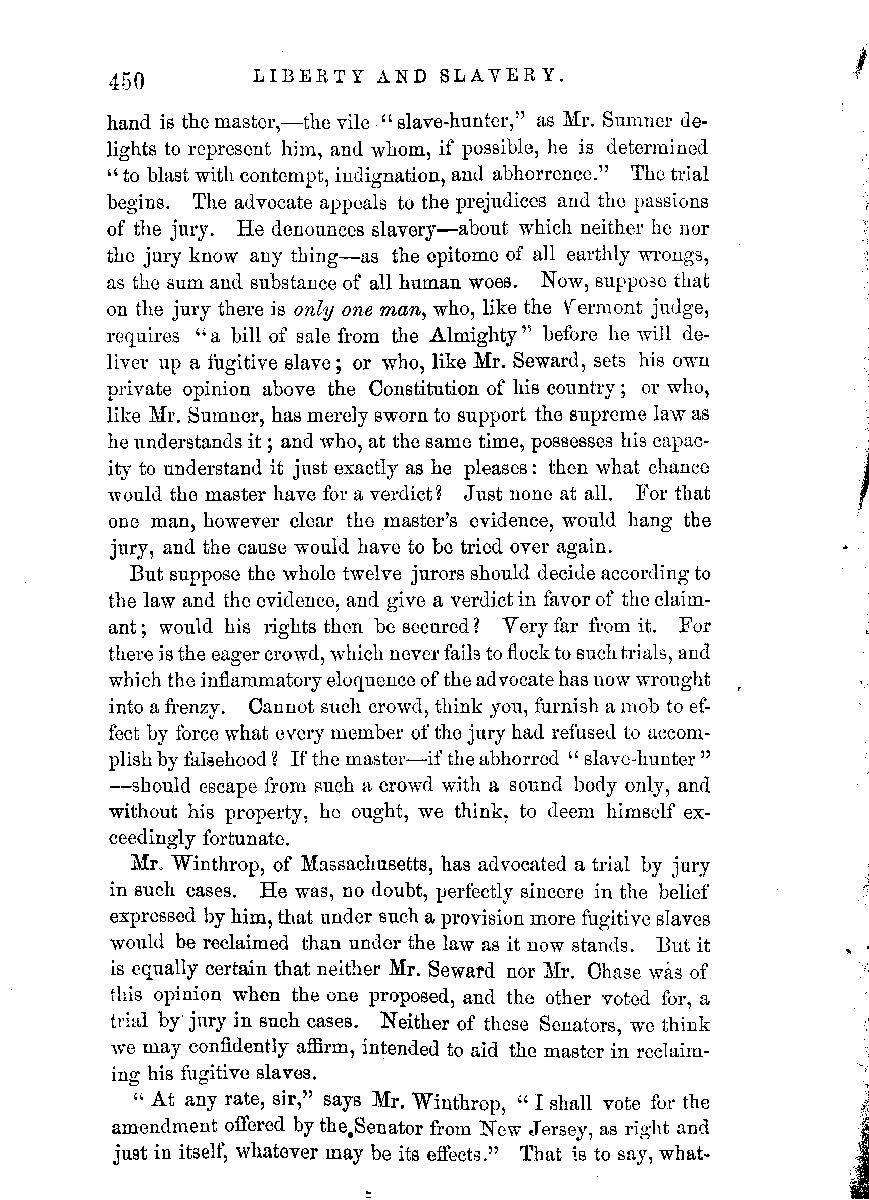 450 LIBERTY AND SLAVERY.
hand is the master,—the vile “slave-hunter,” as Mr. Sumner de-
lights to represent him, and whom, if possible, he is determined
“to blast with contempt, indignation, and abhorrence.” The trial
begins. The advocate appeals to the prejudices and the passions
of the jury. He denounces slavery—about which neither he nor
the jury know any thing—as the epitome of all earthly wrongs,
as the sum and substance of all human woes. Now, suppose that
on the jury there is only one man, who, like the Vermont judge,
requires “a bill of sale from the Almighty” before he will de-
liver up a fugitive slave; or who, like Mr. Seward, sets his own
private opinion above the Constitution of his country; or who,
like Mr. Sumner, has merely sworn to support the supreme law as
he understands it; and who, at the same time, possesses his capac-
ity to understand it just exactly as he pleases: then what chance
would the master have for a verdict? Just none at all. For that
one man, however clear the master’s evidence, would hang the
jury, and the cause would have to be tried over again.
But suppose the whole twelve jurors should decide according to
the law and the evidence, and give a verdict in favor of the claim-
ant; would his rights then be secured? Very far from it. For
there is the eager crowd, which never fails to flock to such trials, and
which the inflammatory eloquence of the advocate has now wrought
into a frenzy. Cannot such crowd, think you, furnish a mob to ef-
fect by force what every member of the jury had refused to accom-
plish by falsehood? If the master—if the abhorred “slave-hunter”
—should escape from such a crowd with a sound body only, and
without his property, he ought, we think, to deem himself ex-
ceedingly fortunate.
Mr. Winthrop, of Massachusetts, has advocated a trial by jury
in such cases. He was, no doubt, perfectly sincere in the belief
expressed by him, that under such a provision more fugitive slaves
would be reclaimed than under the law as it now stands. But it
is equally certain that neither Mr. Seward nor Mr. Chase was of
this opinion when the one proposed, and the other voted for, a
trial by jury in such cases. Neither of these Senators, we think
we may confidently affirm, intended to aid the master in reclaim-
ing his fugitive slaves.
“At any rate, sir,” says Mr. Winthrop, “I shall vote for the
amendment offered by the Senator from New Jersey, as right and
just in itself, whatever may be its effects.” That is to say, what-